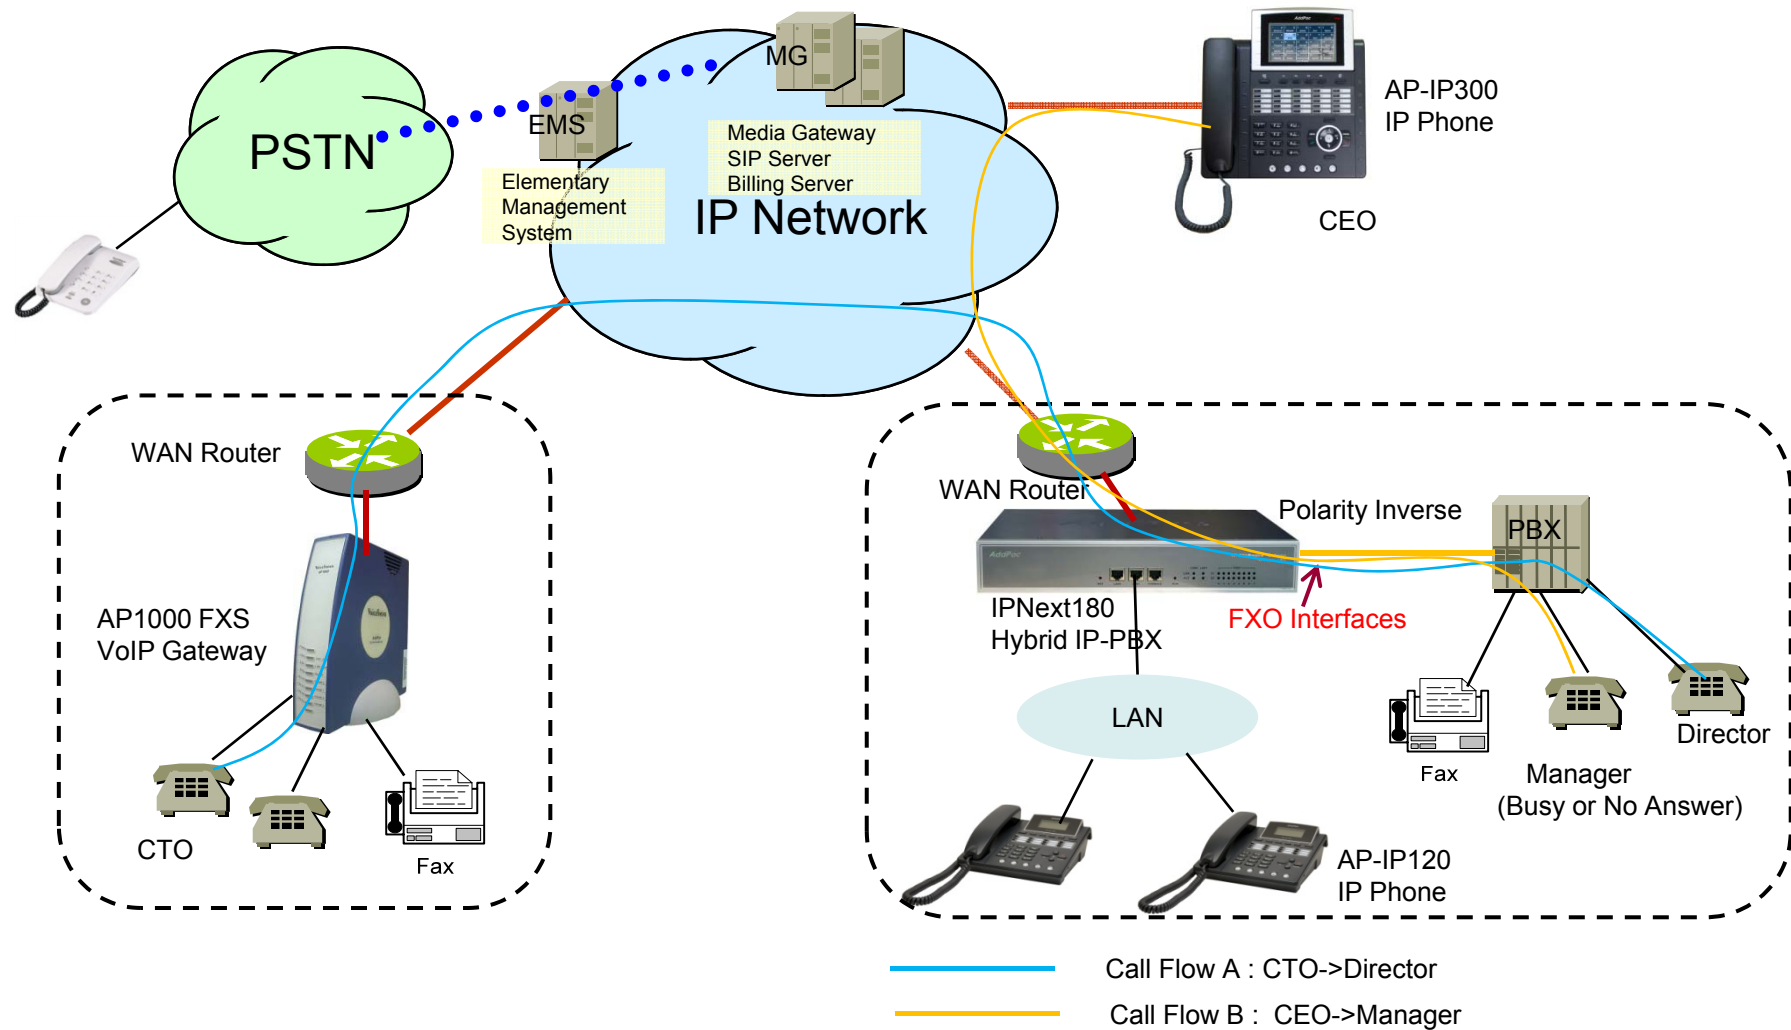 MG
AddPac
AP-IP300
IP Phone
CEO
EMS
PSTN
Media Gateway
SIP Server
Billing Server
Elementary
Management
System
IP Network
WAN Router
AP1000 FXS
VoIP Gateway
CTO
Fax
WAN Router
Polarity Inverse
PBX
AddPac
IPNext180
Hybrid IP-PBX
FXO Interfaces
LAN
Fax
Manager
(Busy or No Answer)
Director
AP-IP120
IP Phone
Call Flow A : CTO->Director
Call Flow B : CEO->Manager